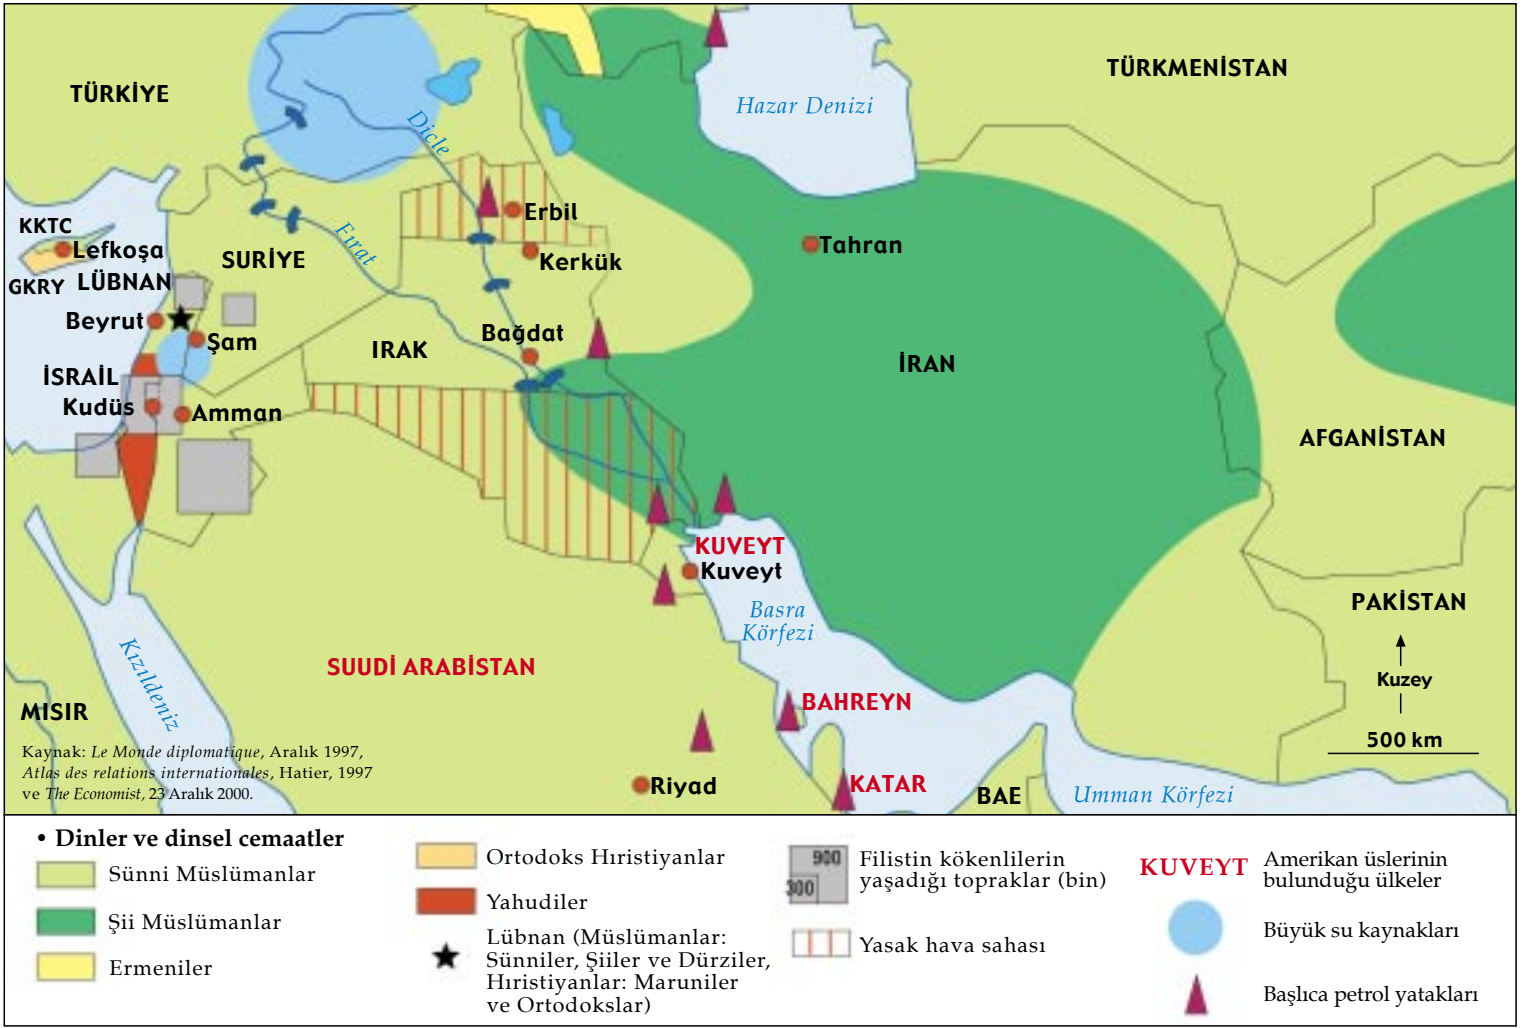 TÜRKİYE
TÜRKMENİSTAN
Hazar Denizi
Dicle
Erbil
KKTC
Lefkoşa
GKRY
LÜBNAN
SURİYE
Fırat
Kerkük
Tahran
Beyrut
Şam
IRAK
Bağdat
İRAN
İSRAİL
Kudüs
Amman
AFGANİSTAN
KUVEYT
Kuveyt
Basra
Körfezi
PAKİSTAN
Kuzey
500 km
Kızıldeniz
SUUDİ ARABİSTAN
BAHREYN
MISIR
Riyad
KATAR
BAE
Umman Körfezi
Kaynak: Le Monde diplomatique, Aralık 1997,
Atlas des relations internationales, Hatier, 1997
ve The Economist, 23 Aralık 2000.
• Dinler ve dinsel cemaatler
Sünni Müslümanlar
Şii Müslümanlar
Ermeniler
Ortodoks Hıristiyanlar
Yahudiler
Lübnan (Müslümanlar:
Sünniler, Şiiler ve Dürziler,
Hıristiyanlar: Maruniler
ve Ortodokslar)
900
300
Filistin kökenlilerin
yaşadığı topraklar (bin)
Yasak hava sahası
KUVEYT
Amerikan üslerinin
bulunduğu ülkeler
Büyük su kaynakları
Başlıca petrol yatakları